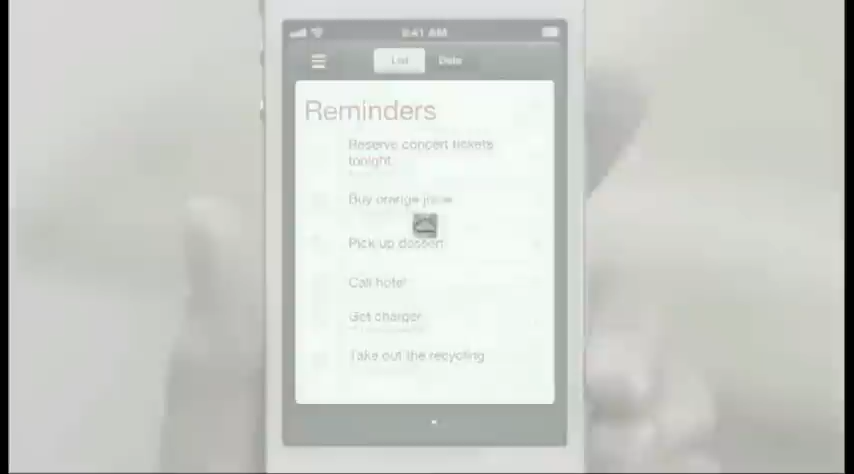 9:41 AM
List Date
Reminders
Reserve concert tickets
tonight
Buy orange juice
Pick up dessert
Call hotel
Get charger
Take out the recycling